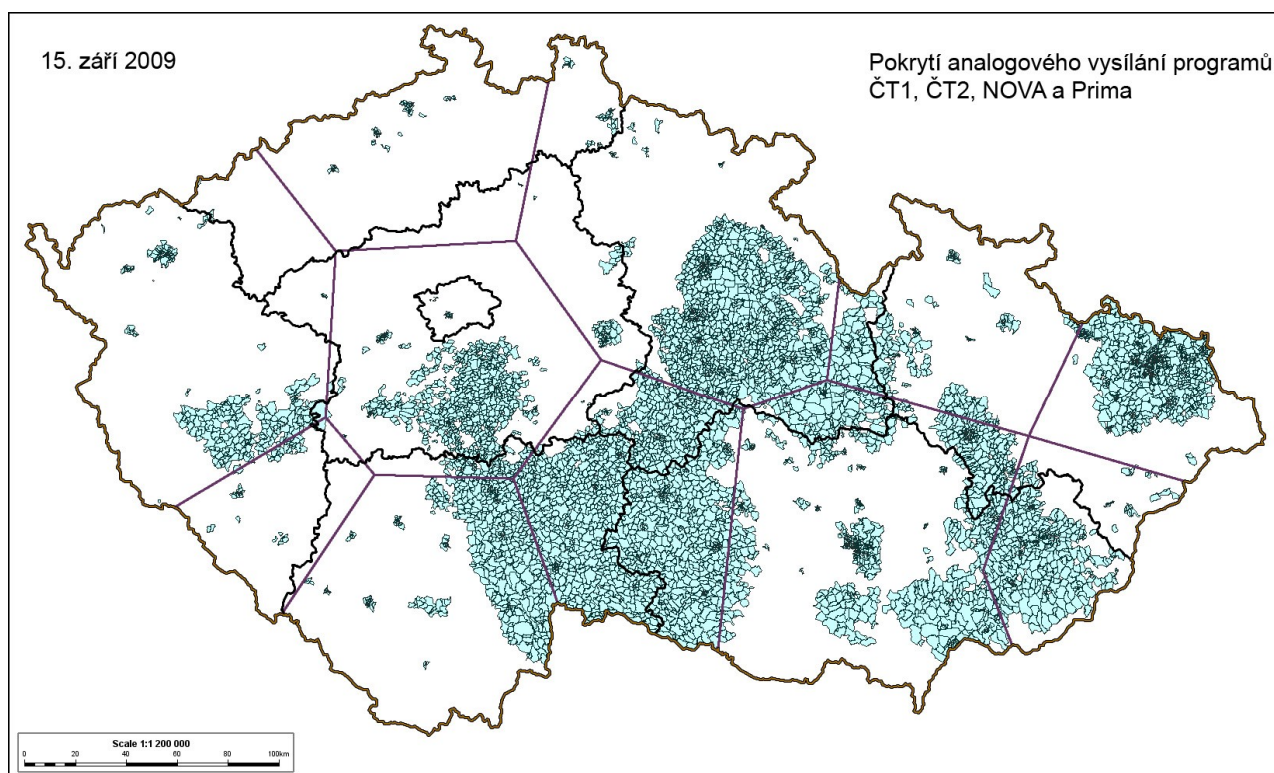 15. září 2009
Pokrytí analogového vysílání programů
ČT1, ČT2, NOVA a Prima
Scale 1:1 200 000
0 20 40 60 80 100km